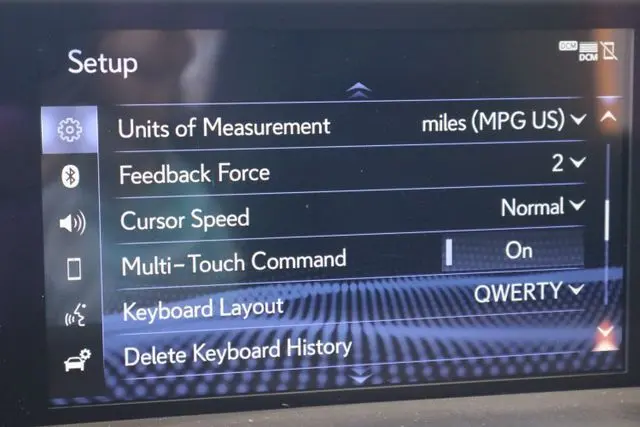 Setup
DCM
DCM
Units of Measurement miles (MPG US)
Feedback Force 2
Cursor Speed Normal
Multi-Touch Command On
Keyboard Layout QWERTY
Delete Keyboard History